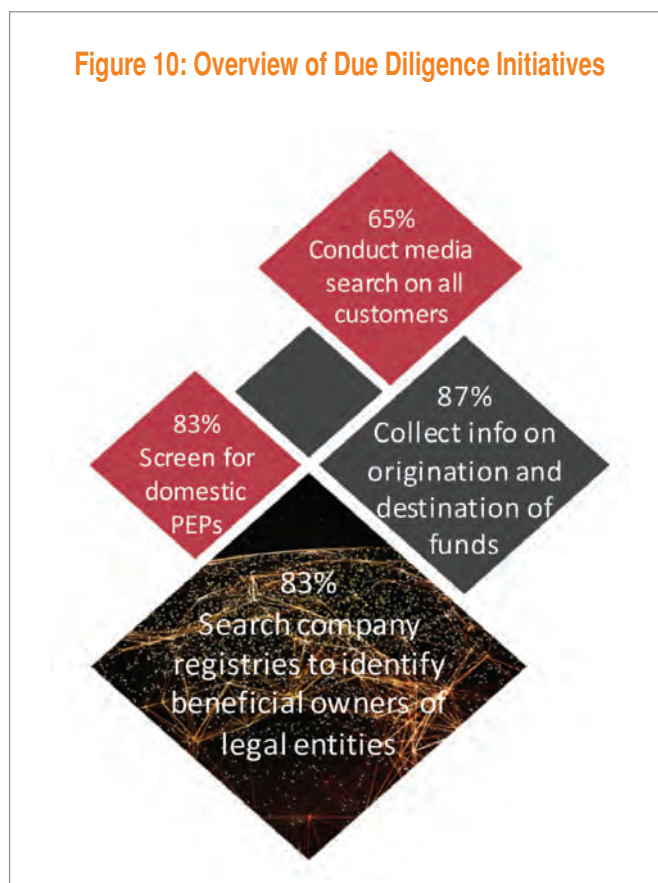 Figure 10: Overview of Due Diligence Initiatives
65%
Conduct media
search on all
customers
83%
Screen for
domestic
PEPs
87%
Collect info on
origination and
destination of
funds
83%
Search company
registries to identify
beneficial owners of
legal entities